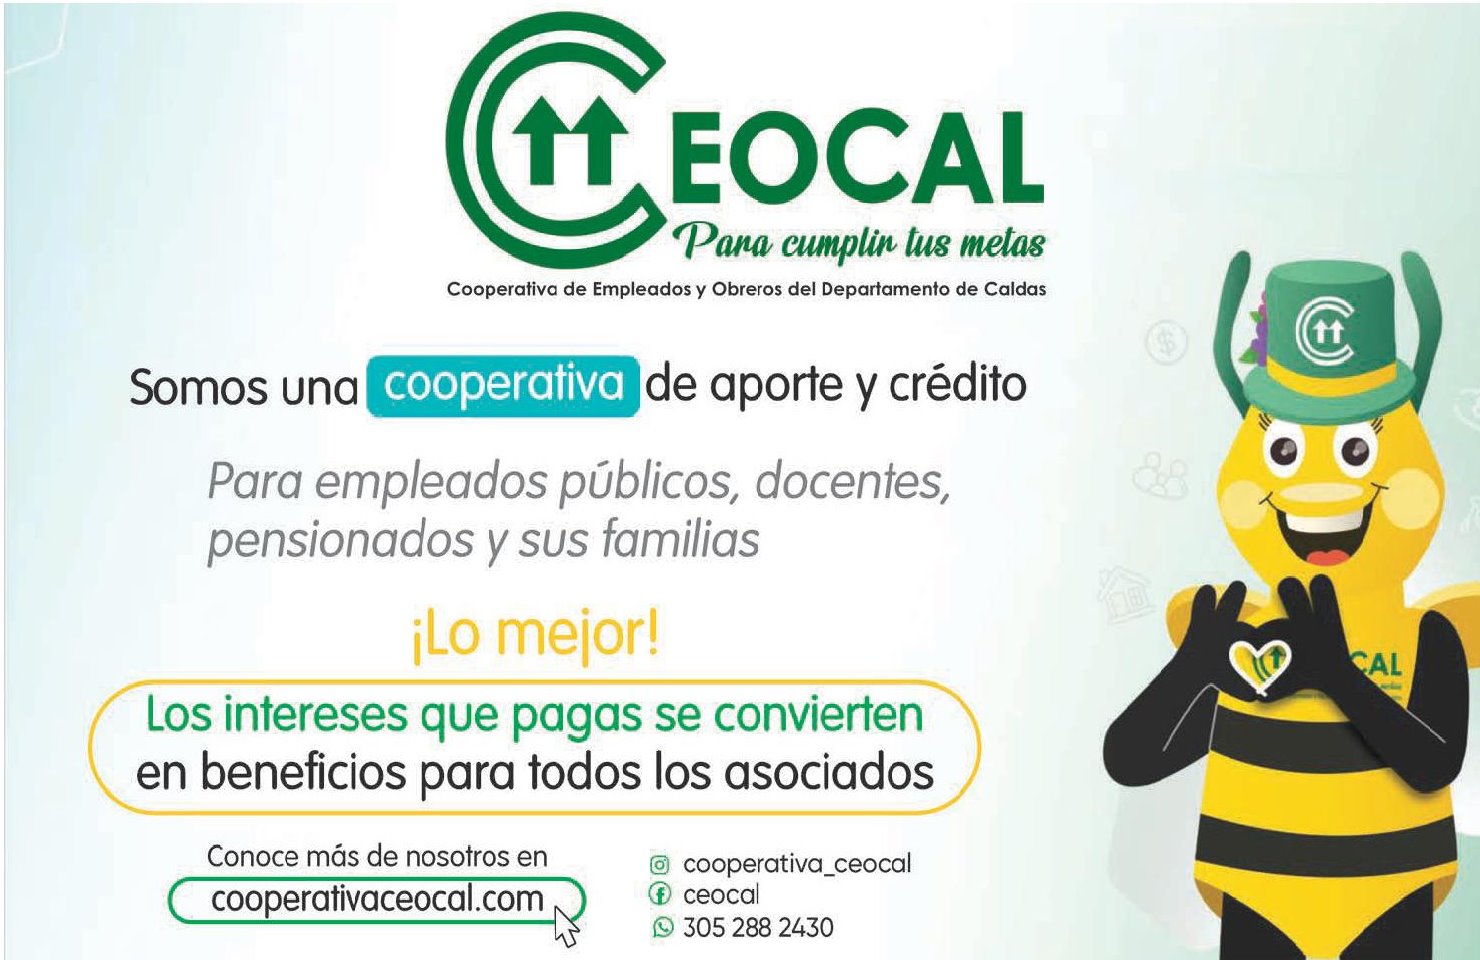 CEOCAL
Para cumplir tus metas
Cooperativa de Empleados y Obreros del Departamento de Caldas
Somos una cooperativa de aporte y crédito
Para empleados públicos, docentes,
pensionados y sus familias
¡Lo mejor!
Los intereses que pagas se convierten
en beneficios para todos los asociados
Conoce más de nosotros en
cooperativaceocal.com
cooperativa_ceocal
ceocal
305 288 2430
CAL